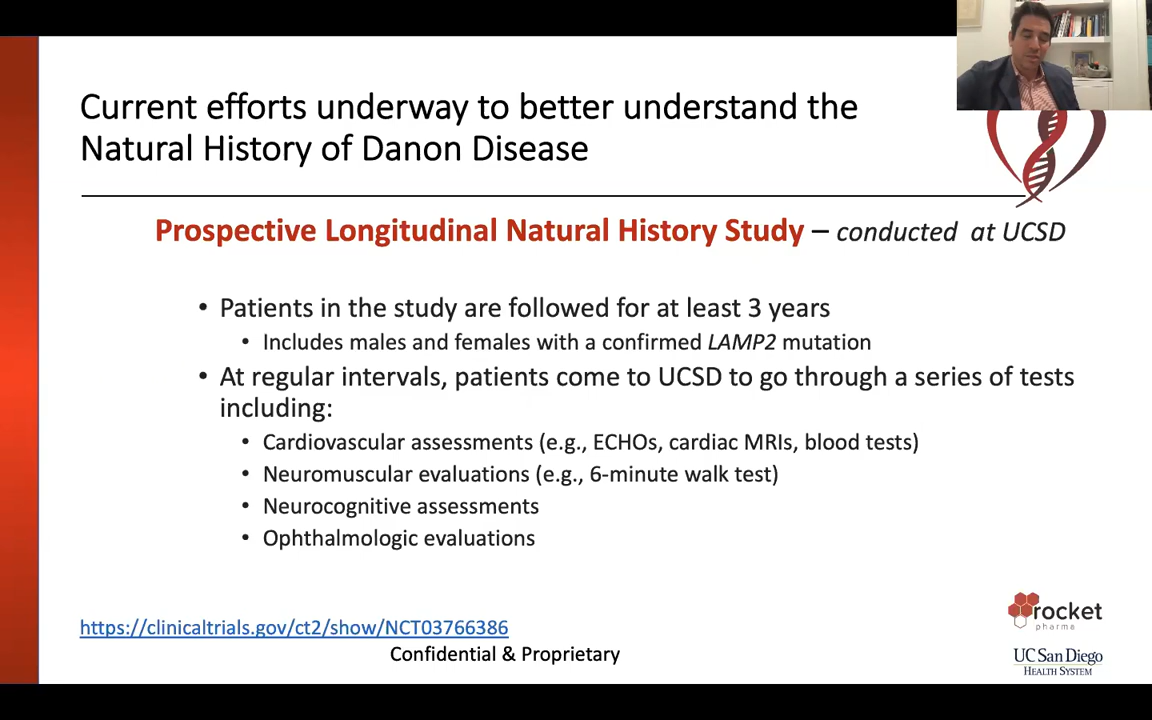 Current efforts underway to better understand the
Natural History of Danon Disease
Prospective Longitudinal Natural History Study – conducted at UCSD
• Patients in the study are followed for at least 3 years
• Includes males and females with a confirmed LAMP2 mutation
• At regular intervals, patients come to UCSD to go through a series of tests
including:
• Cardiovascular assessments (e.g., ECHOs, cardiac MRIs, blood tests)
• Neuromuscular evaluations (e.g., 6-minute walk test)
• Neurocognitive assessments
• Ophthalmologic evaluations
https://clinicaltrials.gov/ct2/show/NCT03766386
Confidential & Proprietary
rocket
pharma
UC San Diego
HEALTH SYSTEM